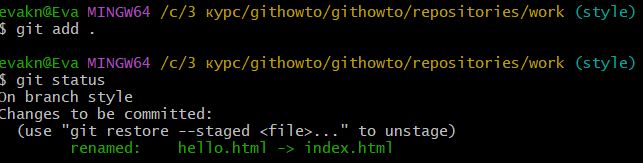 evakn@Eva MINGW64 /c/3 курс/githowto/githowto/repositories/work (style)
$ git add .
evakn@Eva MINGW64 /c/3 курс/githowto/githowto/repositories/work (style)
$ git status
On branch style
Changes to be committed:
(use "git restore --staged <file>..." to unstage)
renamed: hello.html -> index.html